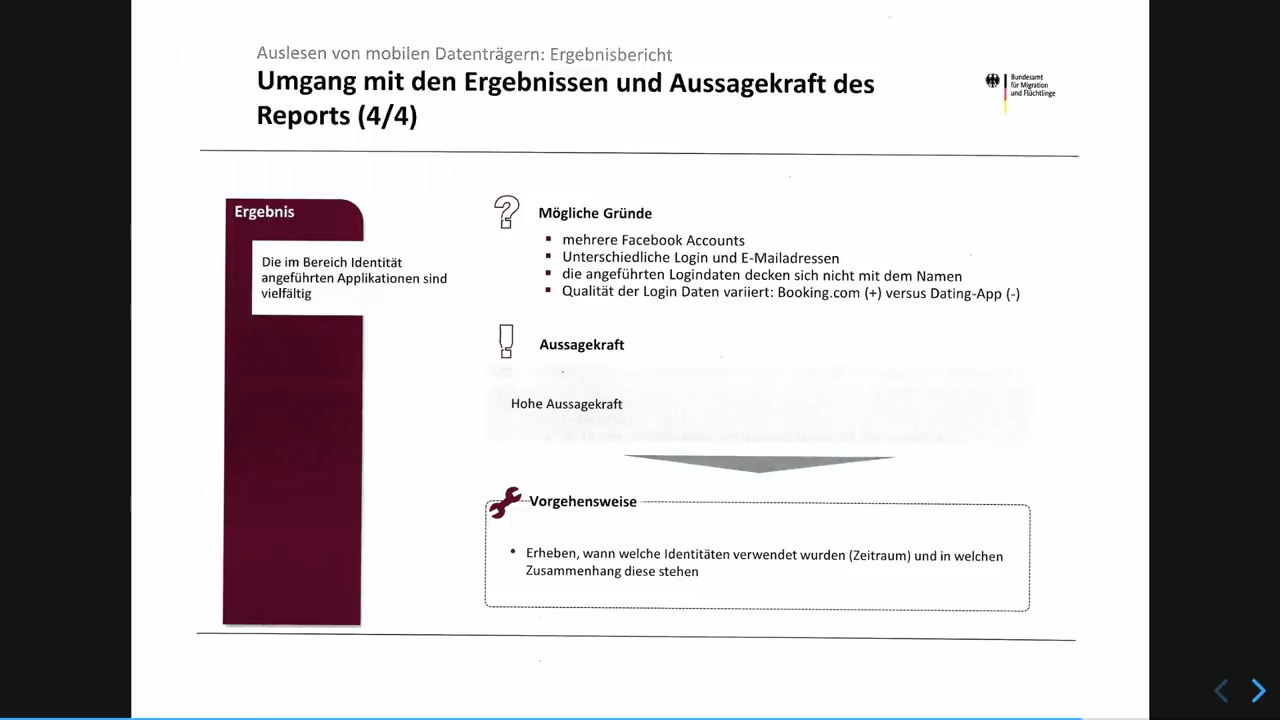 Auslesen von mobilen Datenträgern: Ergebnisbericht
Umgang mit den Ergebnissen und Aussagekraft des
Reports (4/4)
Bundesamt
für Migration
und Flüchtlinge
Ergebnis
Die im Bereich Identität
angeführten Applikationen sind
vielfältig
Mögliche Gründe
▪ mehrere Facebook Accounts
▪ Unterschiedliche Login und E-Mailadressen
▪ die angeführten Logindaten decken sich nicht mit dem Namen
▪ Qualität der Login Daten variiert: Booking.com (+) versus Dating-App (-)
Aussagekraft
Hohe Aussagekraft
Vorgehensweise
• Erheben, wann welche Identitäten verwendet wurden (Zeitraum) und in welchen
Zusammenhang diese stehen